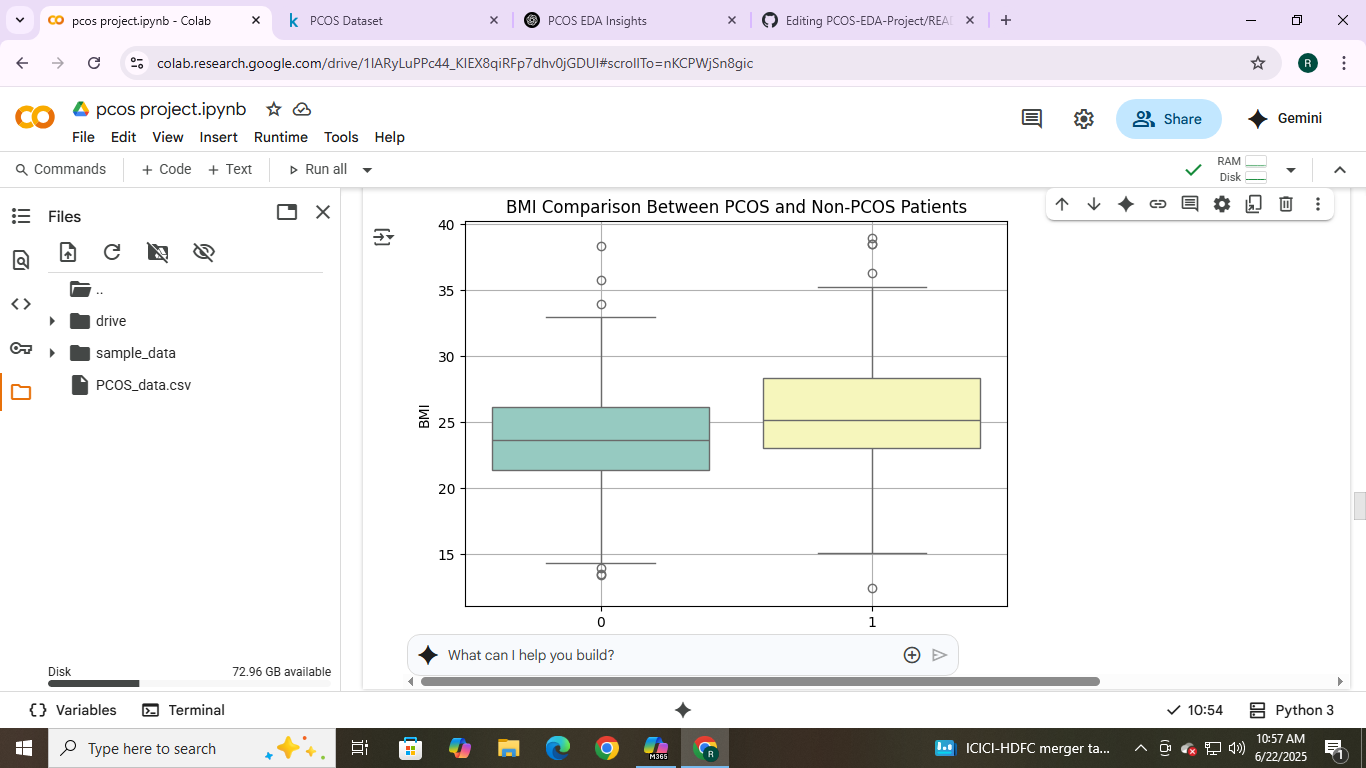 pcos project.ipynb - Colab
PCOS Dataset
PCOS EDA Insights
Editing PCOS-EDA-Project/REA
colab.research.google.com/drive/1IARyLuPPc44_KIEX8qiRFp7dhv0jGDUI#scrollTo=nKCPWjSn8gic
R
pcos project.ipynb
File Edit View Insert Runtime Tools Help
Share
Gemini
Commands
+ Code + Text
Run all
RAM
Disk
Files
..
drive
sample_data
PCOS_data.csv
Disk 72.96 GB available
BMI Comparison Between PCOS and Non-PCOS Patients
40
35
30
25
20
15
BMI
0 1
What can I help you build?
Variables
Terminal
10:54
Python 3
Type here to search
M365
R
ICICI-HDFC merger ta...
10:57 AM
6/22/2025
1